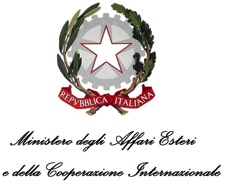 REPVBBLICA ITALIANA
Ministero degli Affari Esteri
e della Cooperazione Internazionale